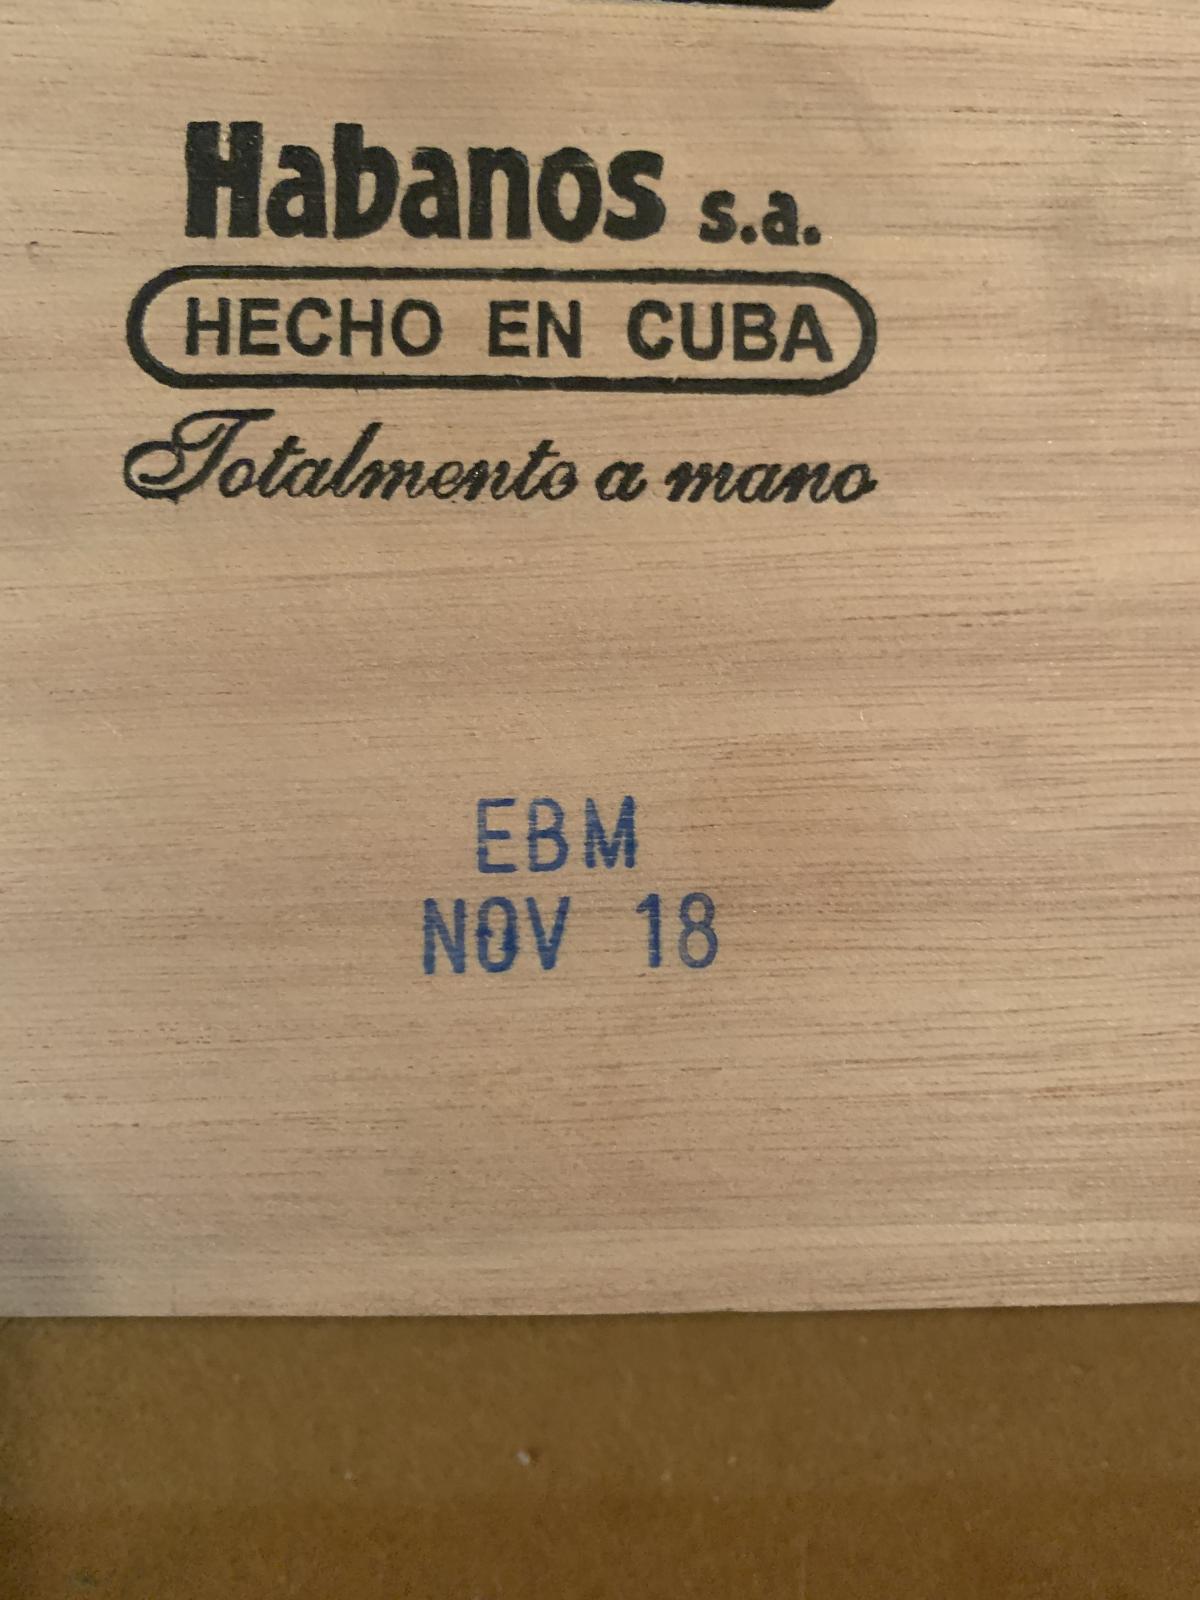 Habanos s.a.
HECHO EN CUBA
Totalmente a mano
EBM
NOV 18